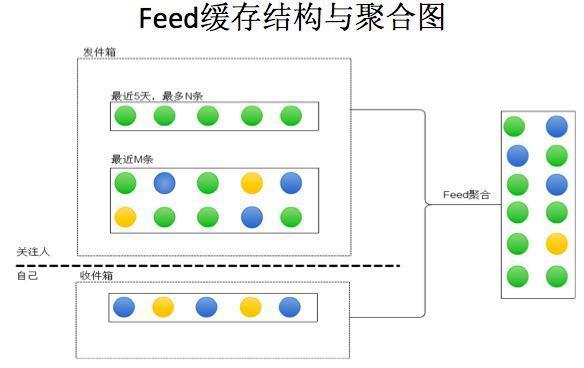 Feed缓存结构与聚合图
发件箱
最近5天，最多N条
最近M条
Feed聚合
关注人
自己
收件箱